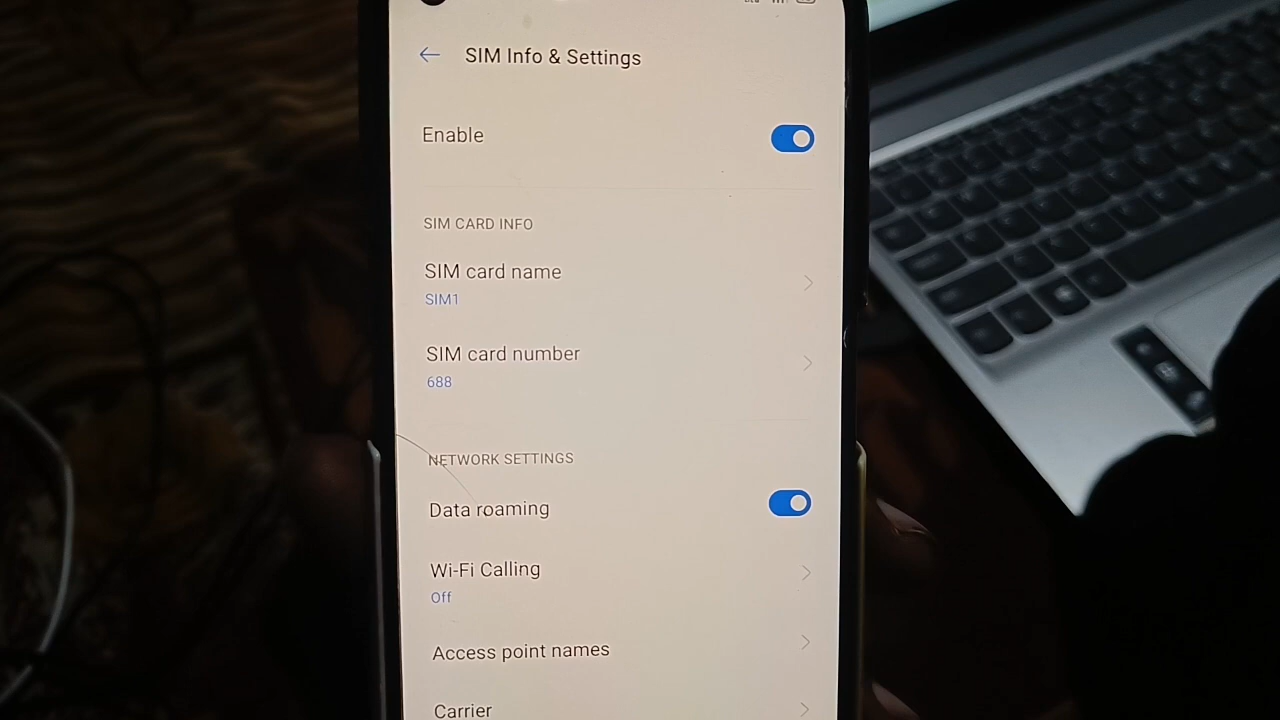 SIM Info & Settings
Enable
SIM CARD INFO
SIM card name
SIM1
SIM card number
688
NETWORK SETTINGS
Data roaming
Wi-Fi Calling
Off
Access point names
Carrier